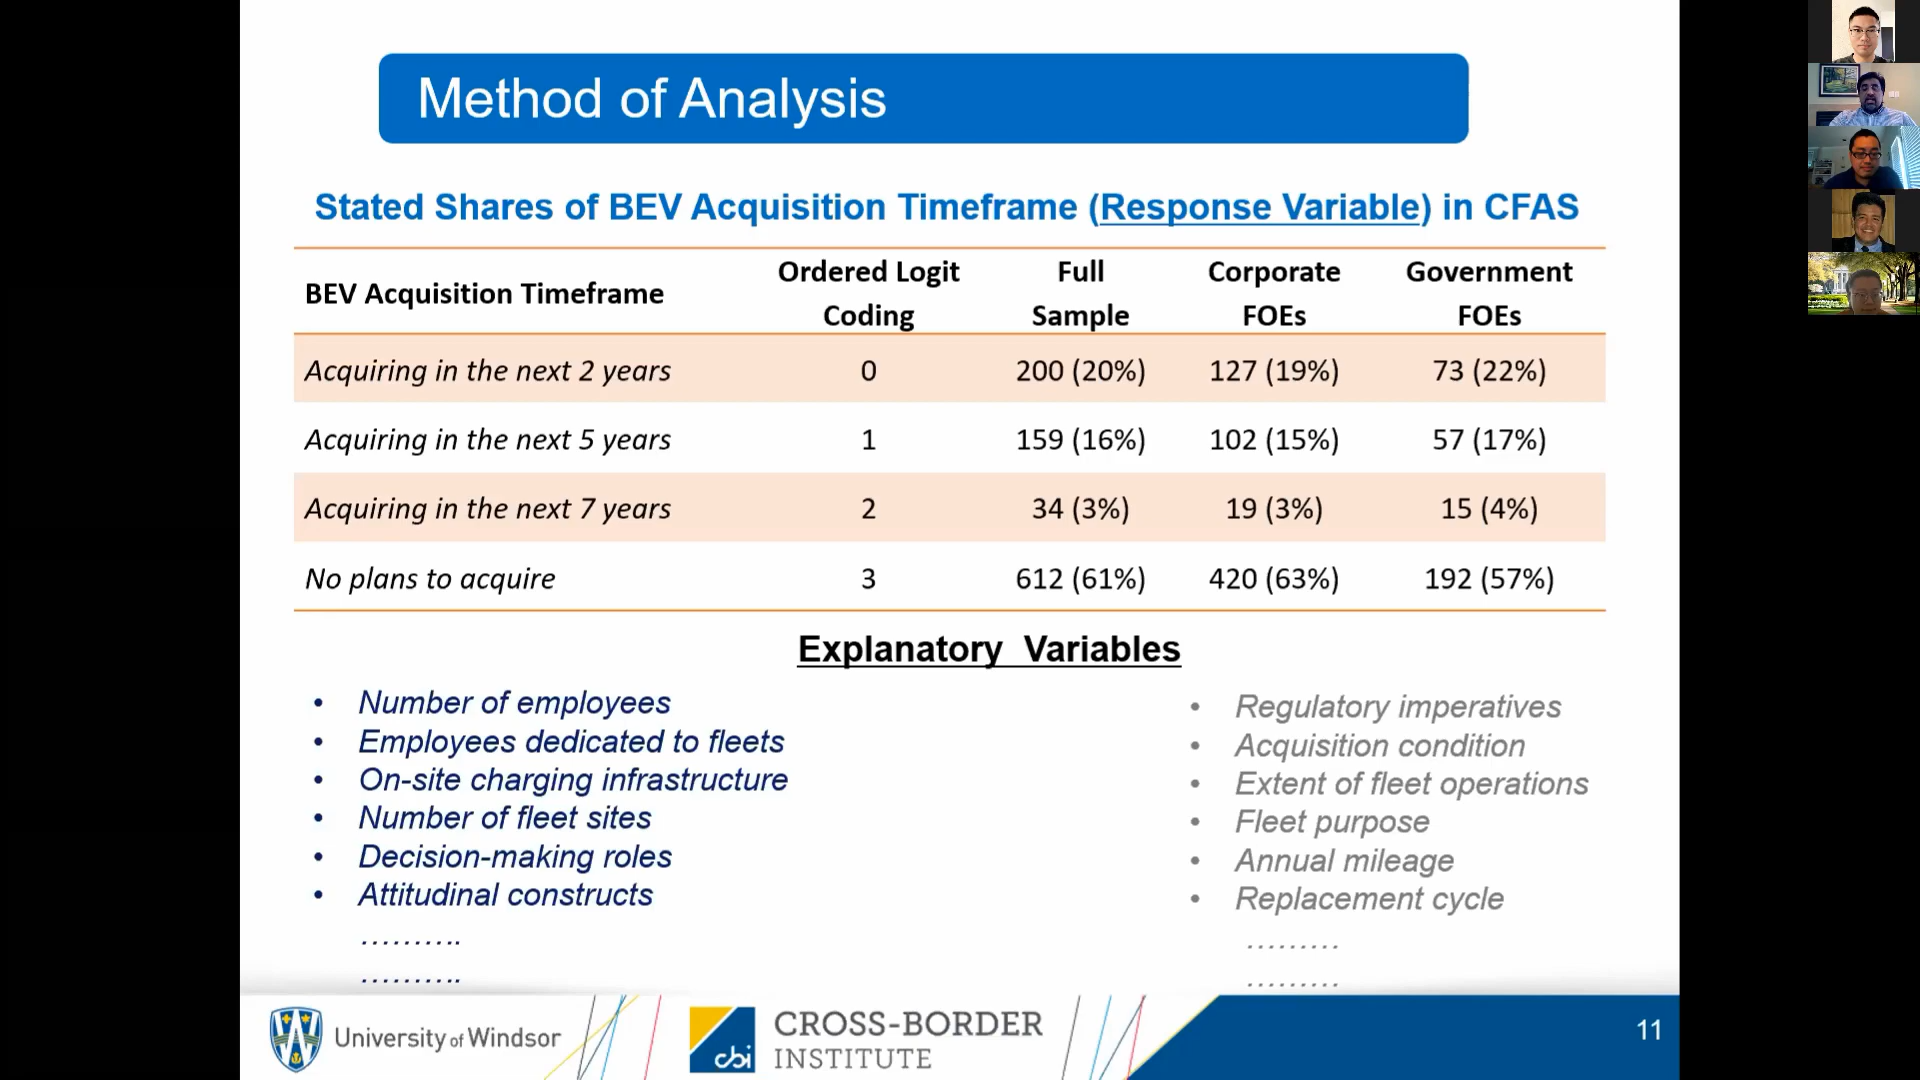 Method of Analysis
Stated Shares of BEV Acquisition Timeframe (Response Variable) in CFAS
BEV Acquisition Timeframe
Ordered Logit
Coding
Full
Sample
Corporate
FOEs
Government
FOEs
Acquiring in the next 2 years 0 200 (20%) 127 (19%) 73 (22%)
Acquiring in the next 5 years 1 159 (16%) 102 (15%) 57 (17%)
Acquiring in the next 7 years 2 34 (3%) 19 (3%) 15 (4%)
No plans to acquire 3 612 (61%) 420 (63%) 192 (57%)
Explanatory Variables
• Number of employees
• Employees dedicated to fleets
• On-site charging infrastructure
• Number of fleet sites
• Decision-making roles
• Attitudinal constructs
……….
……….
• Regulatory imperatives
• Acquisition condition
• Extent of fleet operations
• Fleet purpose
• Annual mileage
• Replacement cycle
………
………
University of Windsor
cbi
CROSS-BORDER
INSTITUTE
11